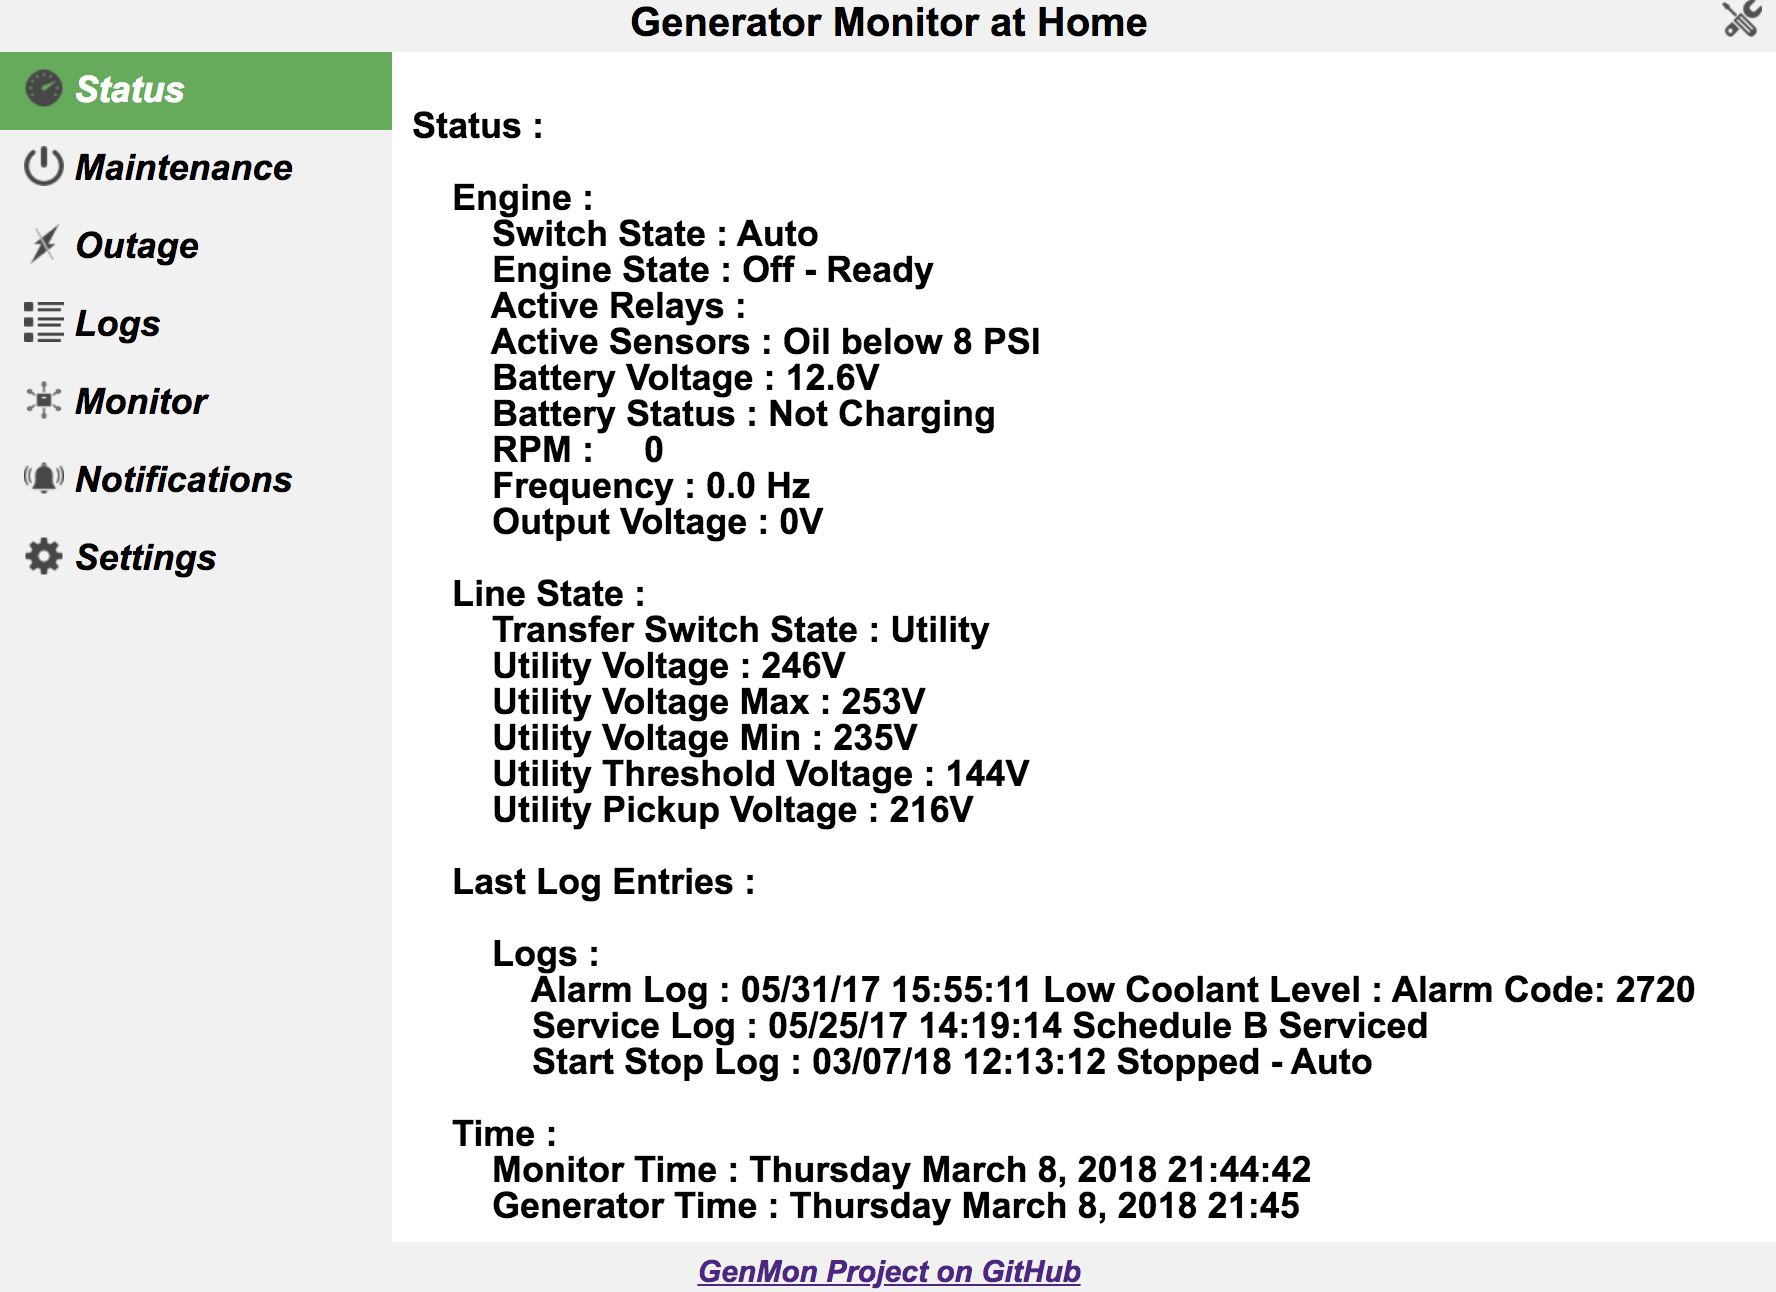 Generator Monitor at Home
Status
Maintenance
Outage
Logs
Monitor
Notifications
Settings
Status :
Engine :
Switch State : Auto
Engine State : Off - Ready
Active Relays :
Active Sensors : Oil below 8 PSI
Battery Voltage : 12.6V
Battery Status : Not Charging
RPM : 0
Frequency : 0.0 Hz
Output Voltage : 0V
Line State :
Transfer Switch State : Utility
Utility Voltage : 246V
Utility Voltage Max : 253V
Utility Voltage Min : 235V
Utility Threshold Voltage : 144V
Utility Pickup Voltage : 216V
Last Log Entries :
Logs :
Alarm Log : 05/31/17 15:55:11 Low Coolant Level : Alarm Code: 2720
Service Log : 05/25/17 14:19:14 Schedule B Serviced
Start Stop Log : 03/07/18 12:13:12 Stopped - Auto
Time :
Monitor Time : Thursday March 8, 2018 21:44:42
Generator Time : Thursday March 8, 2018 21:45
GenMon Project on GitHub